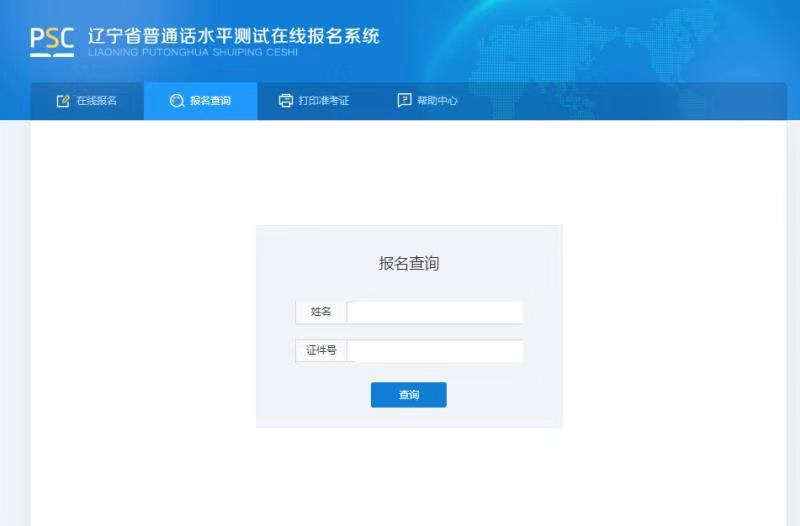 PSC 辽宁省普通话水平测试在线报名系统
LIAONING PUTONGHUA SHUIPING CESHI
在线报名 报名查询 打印准考证 帮助中心
报名查询
姓名
证件号
查询